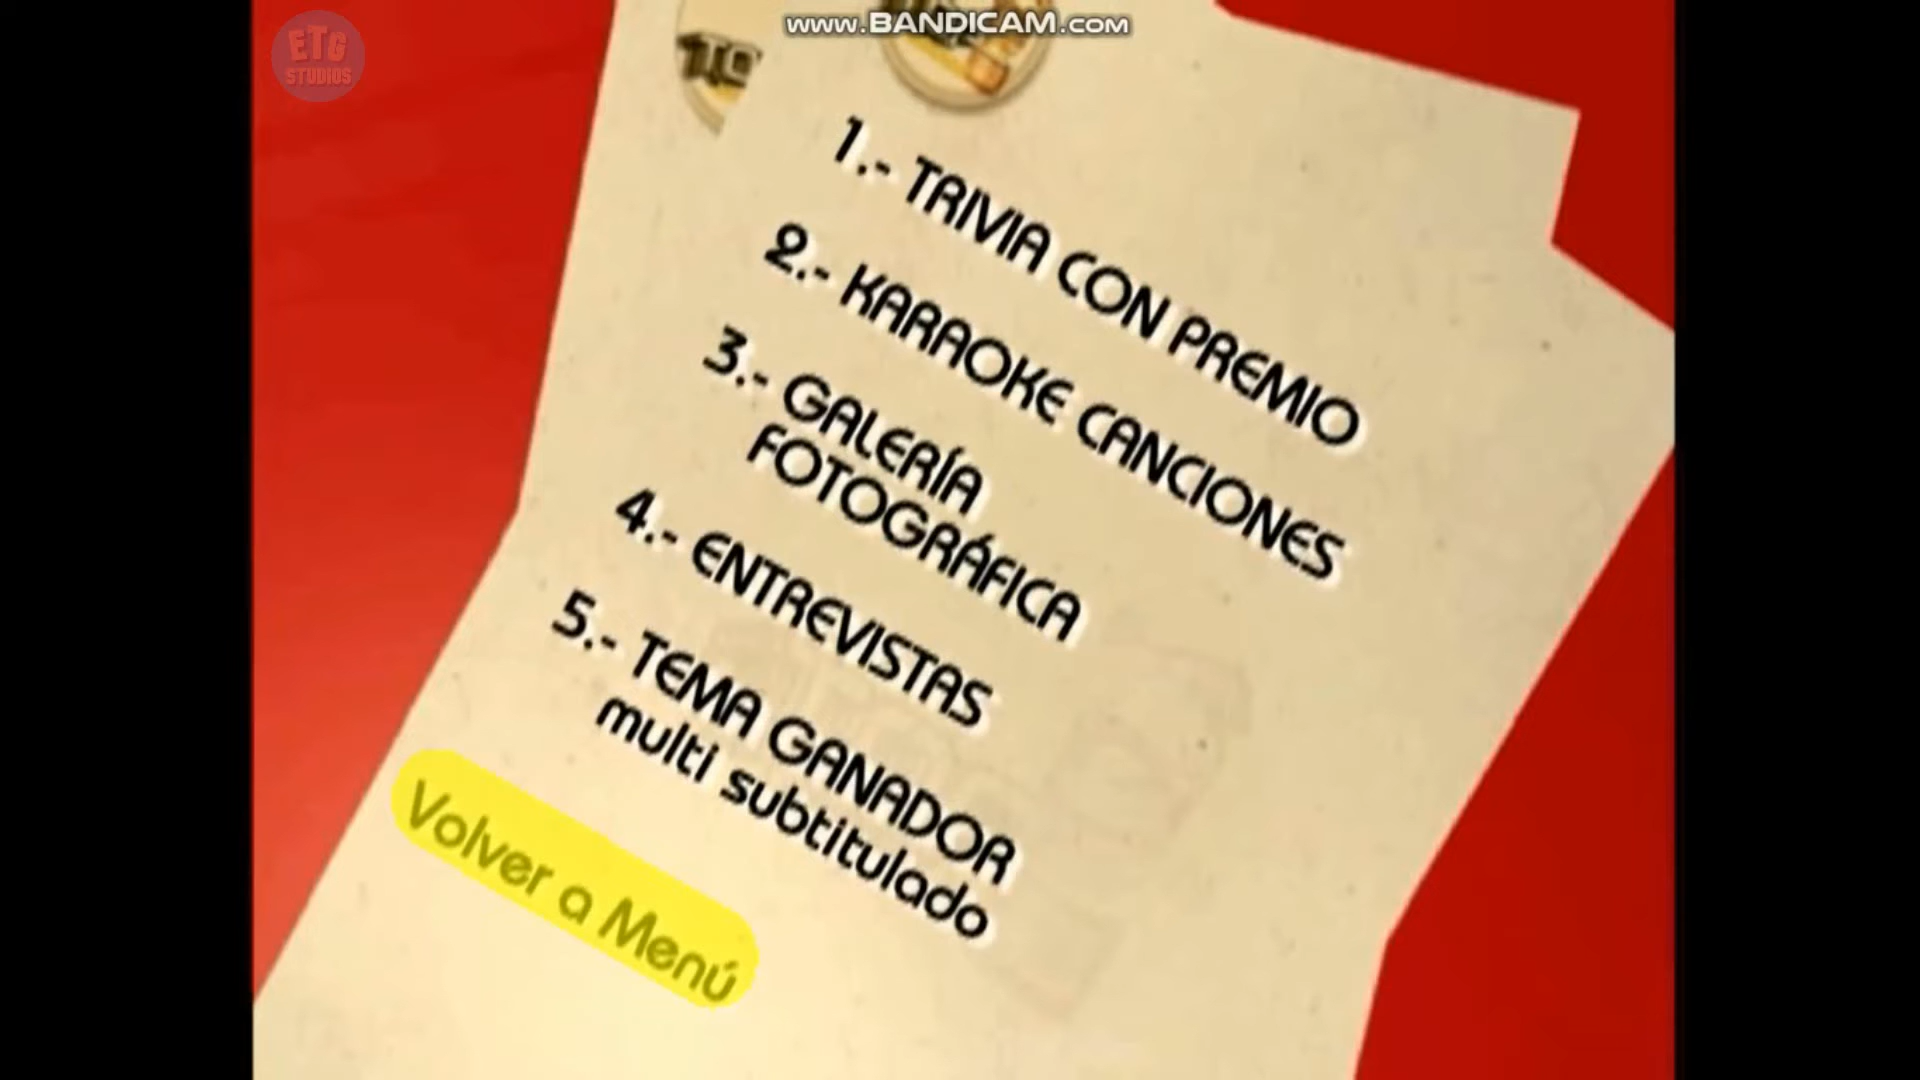 www.BANDICAM.com
ETG
STUDIOS
1.- TRIVIA CON PREMIO
2.- KARAOKE CANCIONES
3.- GALERÍA
FOTOGRÁFICA
4.- ENTREVISTAS
5.- TEMA GANADOR
multi subtitulado
Volver a Menú